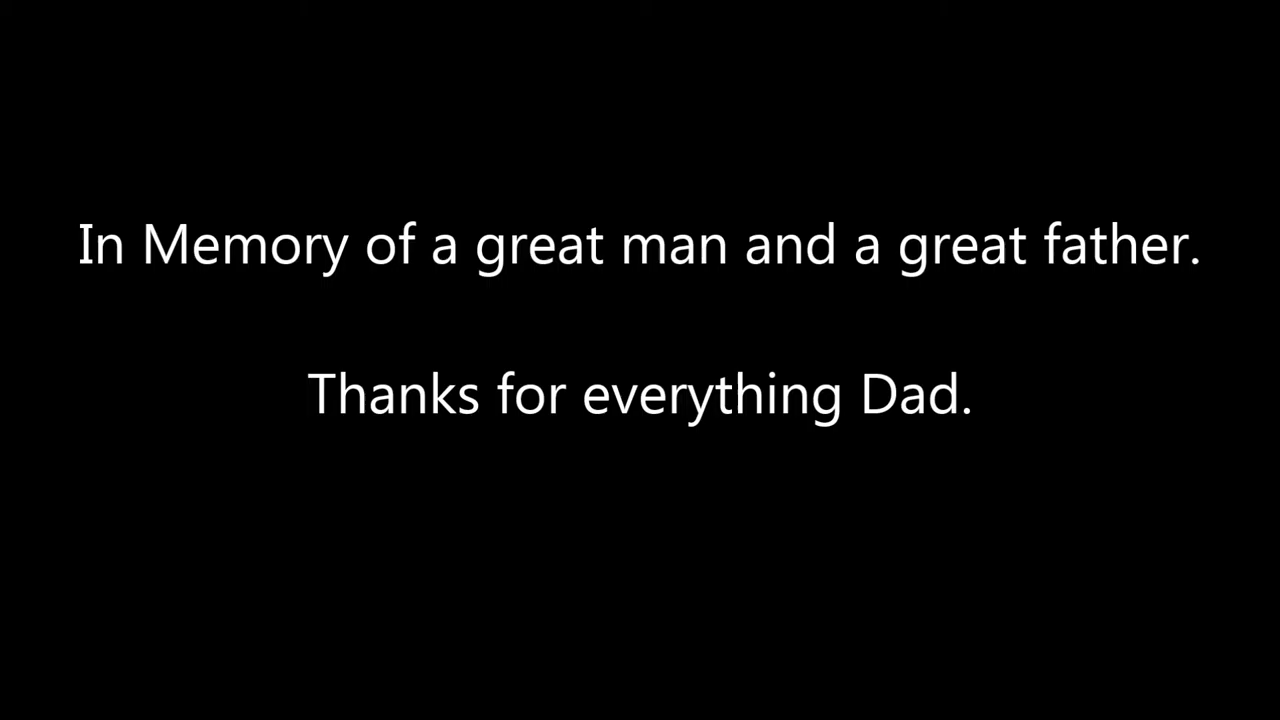 In Memory of a great man and a great father.
Thanks for everything Dad.